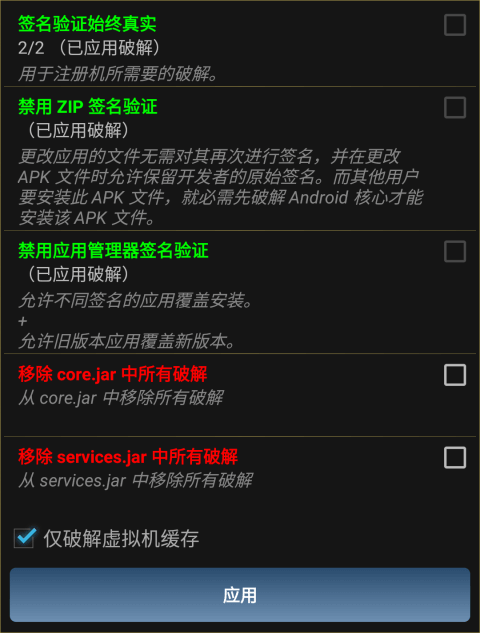 签名验证始终真实
2/2 （已应用破解）
用于注册机所需要的破解。
禁用 ZIP 签名验证
（已应用破解）
更改应用的文件无需对其再次进行签名，并在更改
APK 文件时允许保留开发者的原始签名。而其他用户
要安装此 APK 文件，就必需先破解 Android 核心才能
安装该 APK 文件。
禁用应用管理器签名验证
（已应用破解）
允许不同签名的应用覆盖安装。
+
允许旧版本应用覆盖新版本。
移除 core.jar 中所有破解
从 core.jar 中移除所有破解
移除 services.jar 中所有破解
从 services.jar 中移除所有破解
仅破解虚拟机缓存
应用